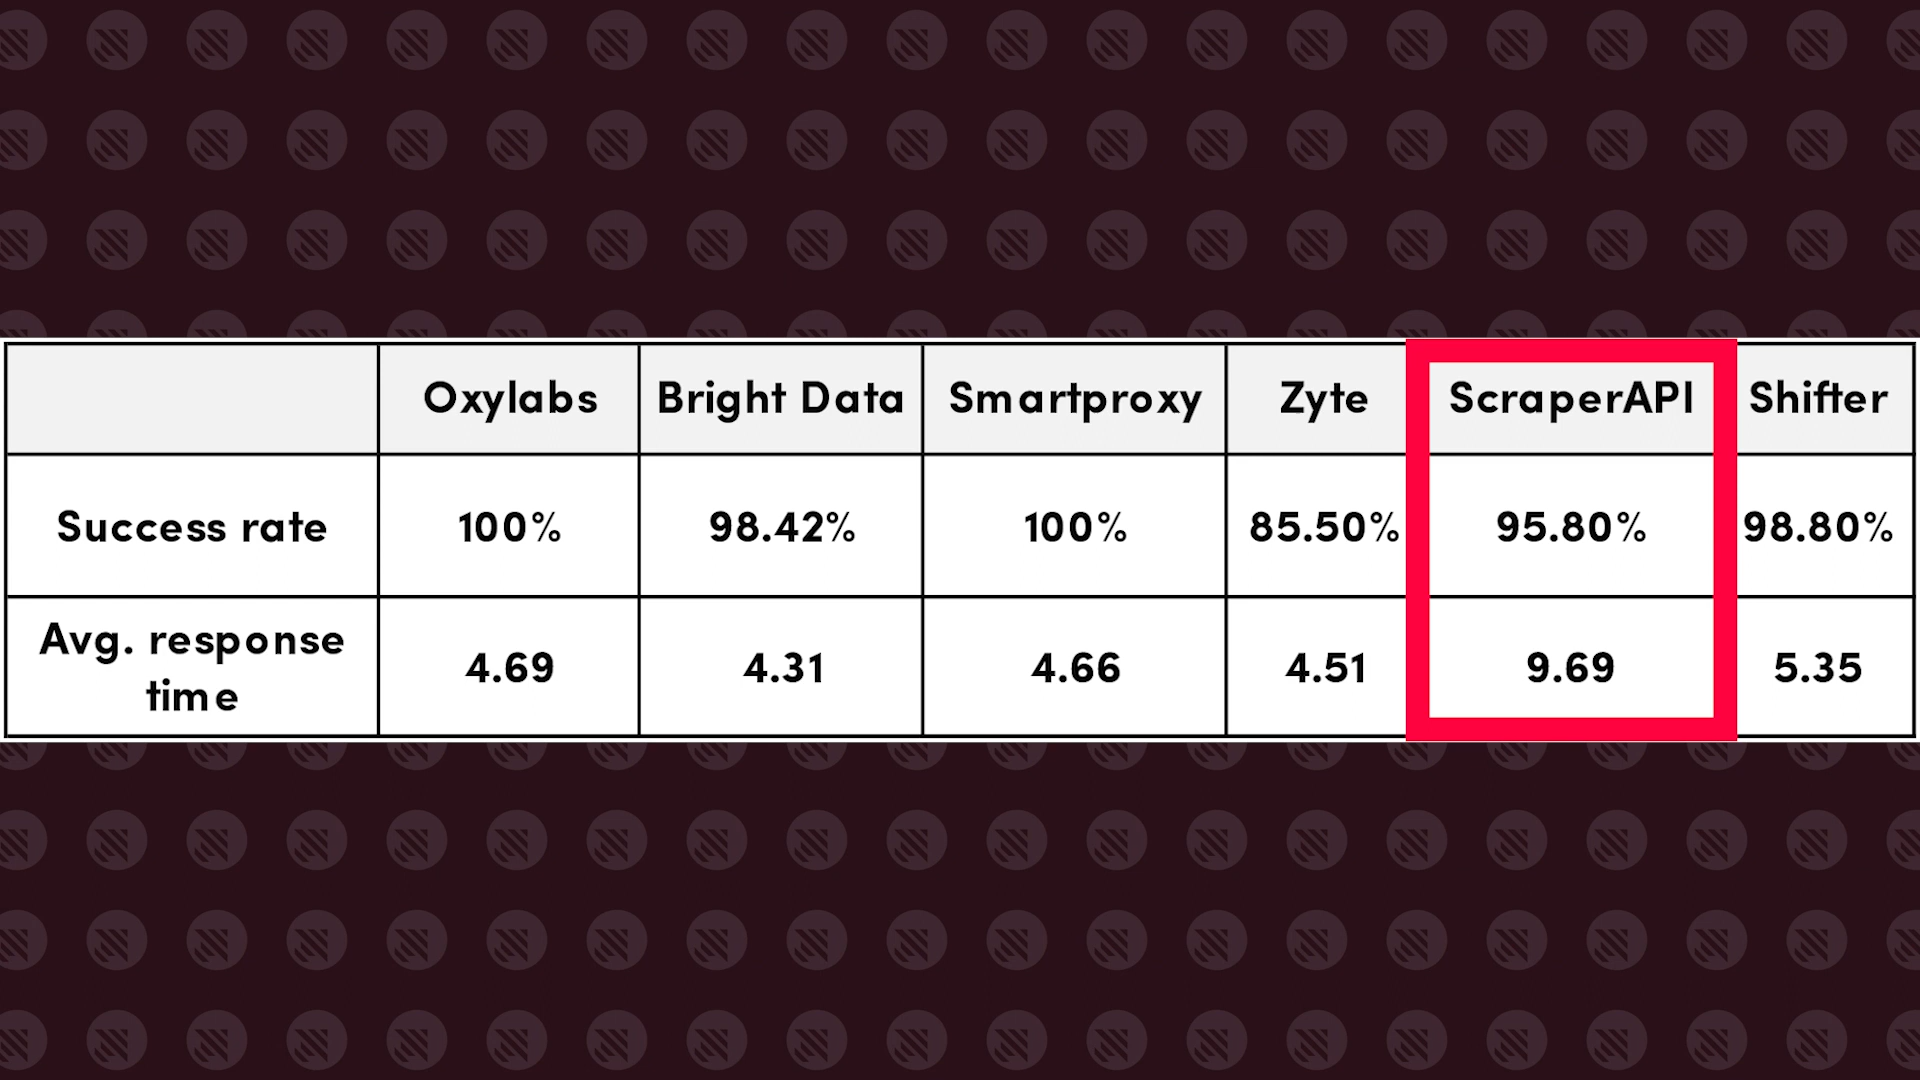 Oxylabs Bright Data Smartproxy Zyte ScraperAPI Shifter
Success rate 100% 98.42% 100% 85.50% 95.80% 98.80%
Avg. response
time 4.69 4.31 4.66 4.51 9.69 5.35